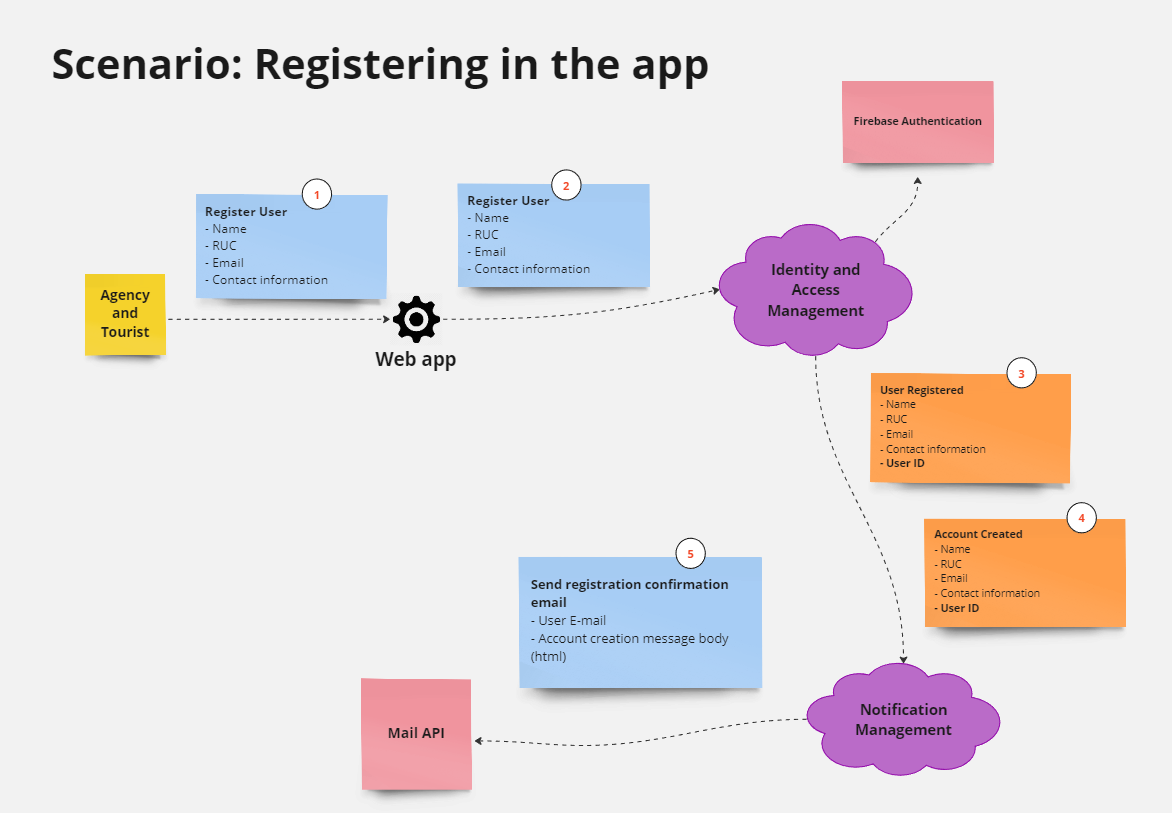 Scenario: Registering in the app
Firebase Authentication
1
Register User
- Name
- RUC
- Email
- Contact information
2
Register User
- Name
- RUC
- Email
- Contact information
Agency
and
Tourist
Web app
Identity and
Access
Management
3
User Registered
- Name
- RUC
- Email
- Contact information
- User ID
4
Account Created
- Name
- RUC
- Email
- Contact information
- User ID
5
Send registration confirmation
email
- User E-mail
- Account creation message body
(html)
Notification
Management
Mail API